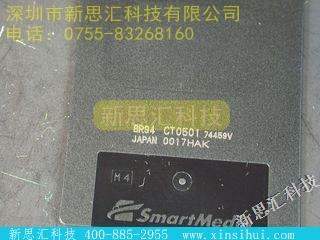 深圳市新思汇科技有限公司
电话：0755-83268160
新思汇科技
BR94 CT0501 74459V
JAPAN 0017HAK
M4
SmartMed
新思汇科技
新思汇科技 400-885-2955 www.xinsihui.com